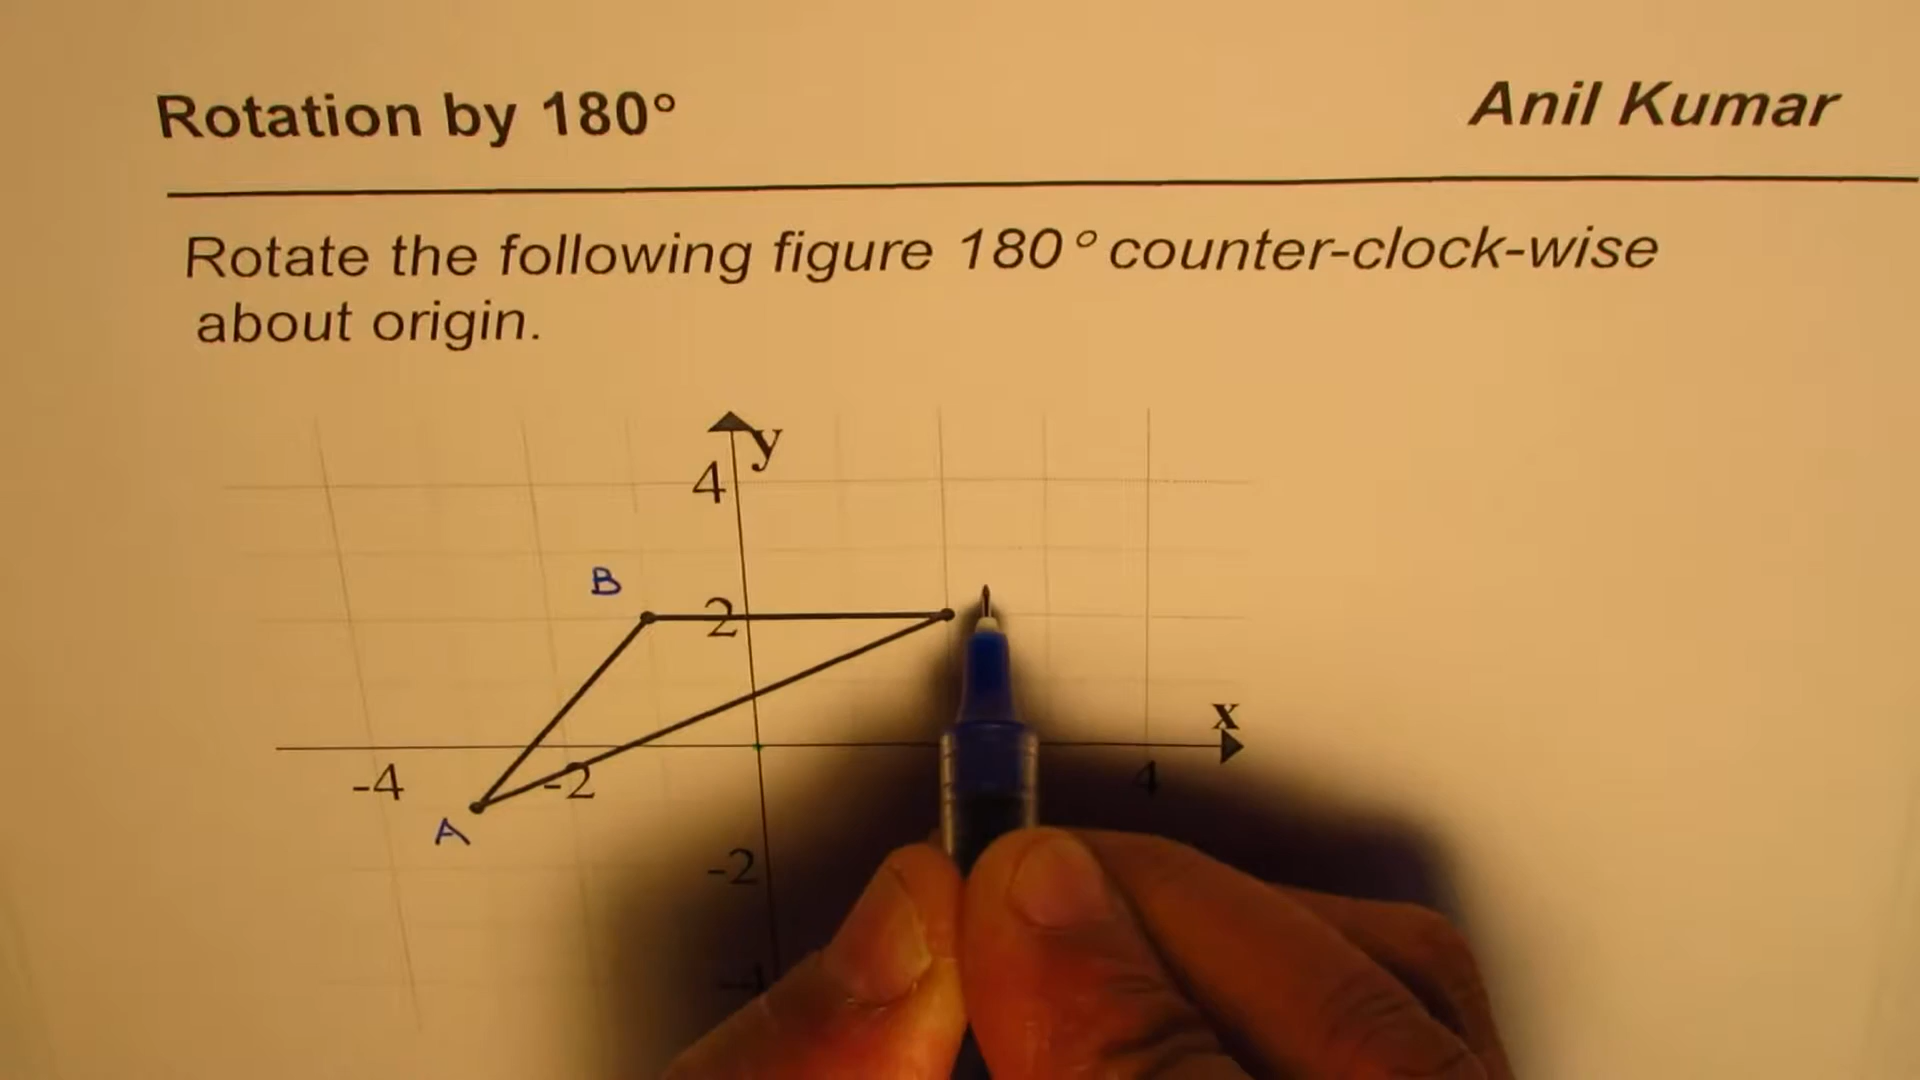 Rotation by 180°
Anil Kumar
Rotate the following figure 180° counter-clock-wise
about origin.
y
4
B
2
x
-4
-2
4
A
-2